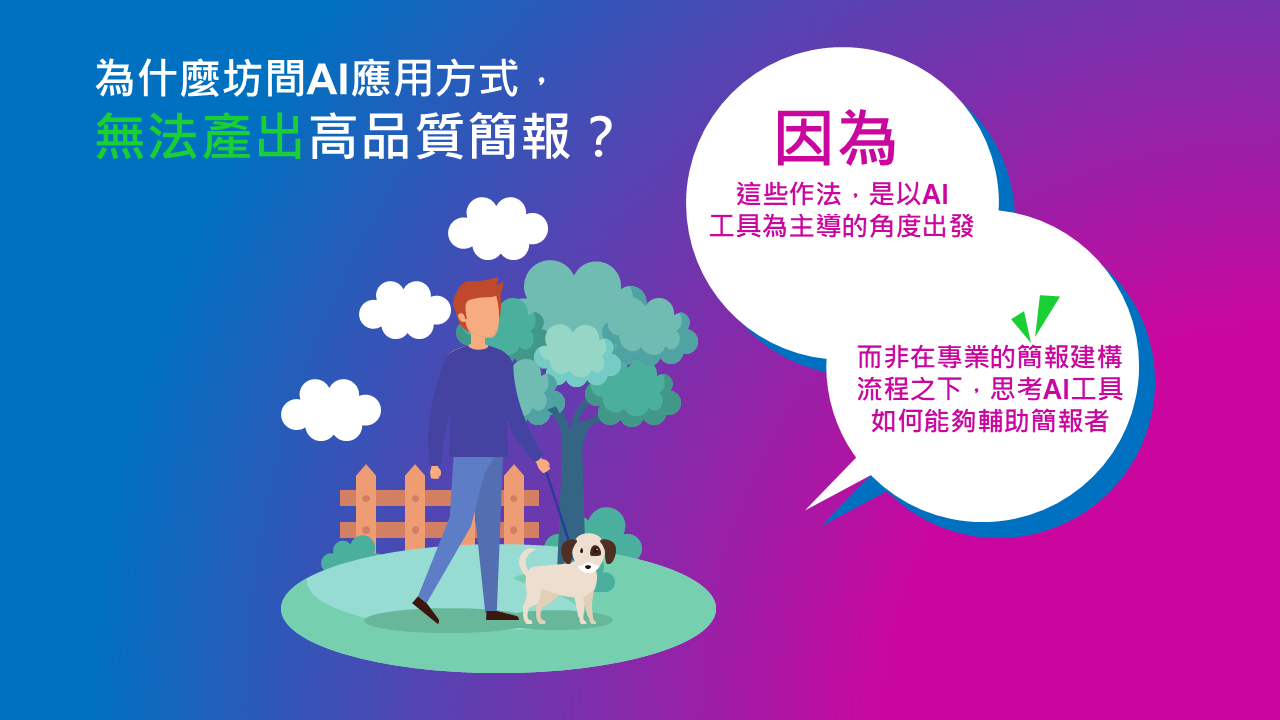 為什麼坊間AI應用方式，
無法產出高品質簡報？
因為
這些作法，是以AI
工具為主導的角度出發
而非在專業的簡報建構
流程之下，思考AI工具
如何能夠輔助簡報者